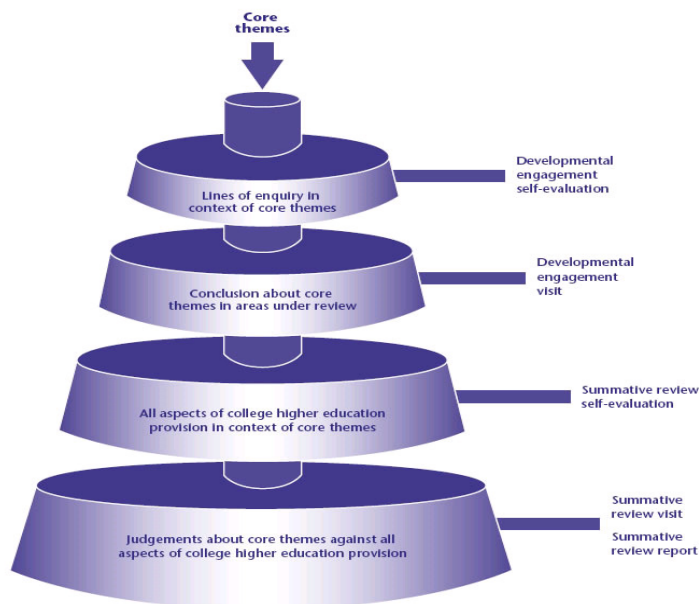 Core
themes
Lines of enquiry in
context of core themes
Developmental
engagement
self-evaluation
Conclusion about core
themes in areas under review
Developmental
engagement
visit
All aspects of college higher education
provision in context of core themes
Summative review
self-evaluation
Judgements about core themes against all
aspects of college higher education provision
Summative
review visit
Summative
review report